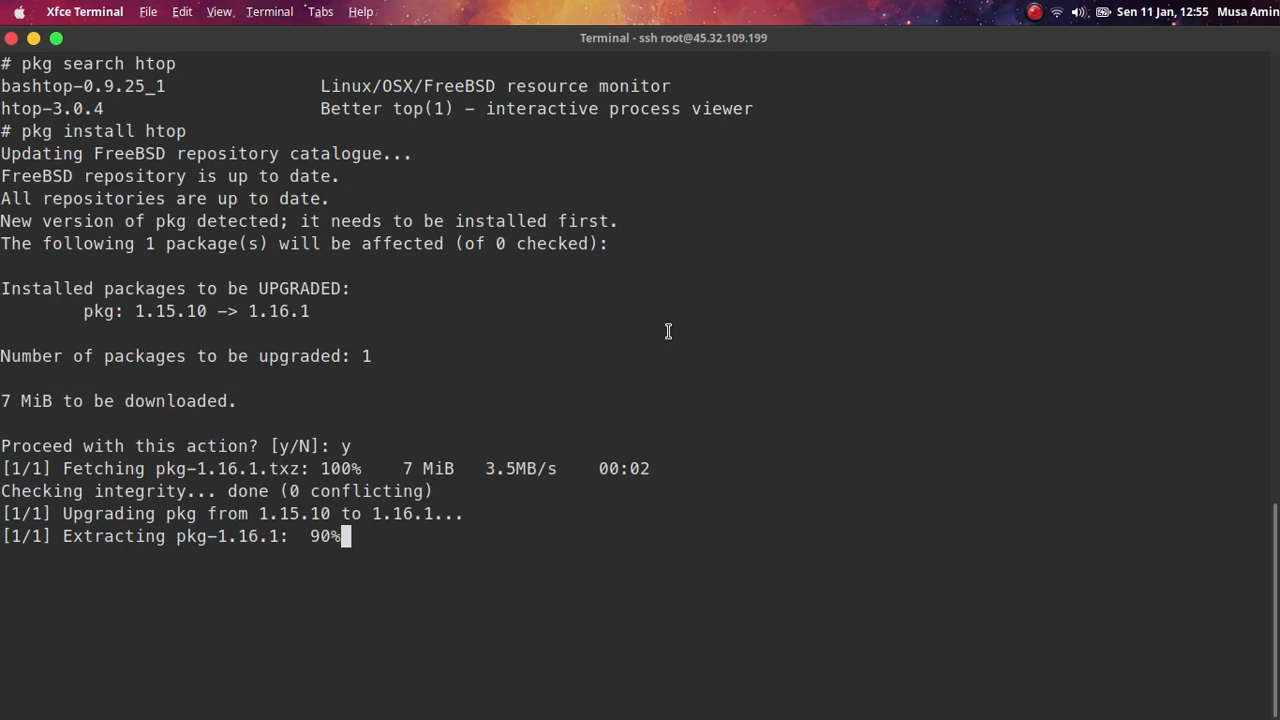 Xfce Terminal File Edit View Terminal Tabs Help Sen 11 Jan, 12:55 Musa Amin
Terminal - ssh root@45.32.109.199
# pkg search htop
bashtop-0.9.25_1 Linux/OSX/FreeBSD resource monitor
htop-3.0.4 Better top(1) - interactive process viewer
# pkg install htop
Updating FreeBSD repository catalogue...
FreeBSD repository is up to date.
All repositories are up to date.
New version of pkg detected; it needs to be installed first.
The following 1 package(s) will be affected (of 0 checked):
Installed packages to be UPGRADED:
pkg: 1.15.10 -> 1.16.1
Number of packages to be upgraded: 1
7 MiB to be downloaded.
Proceed with this action? [y/N]: y
[1/1] Fetching pkg-1.16.1.txz: 100% 7 MiB 3.5MB/s 00:02
Checking integrity... done (0 conflicting)
[1/1] Upgrading pkg from 1.15.10 to 1.16.1...
[1/1] Extracting pkg-1.16.1: 90%